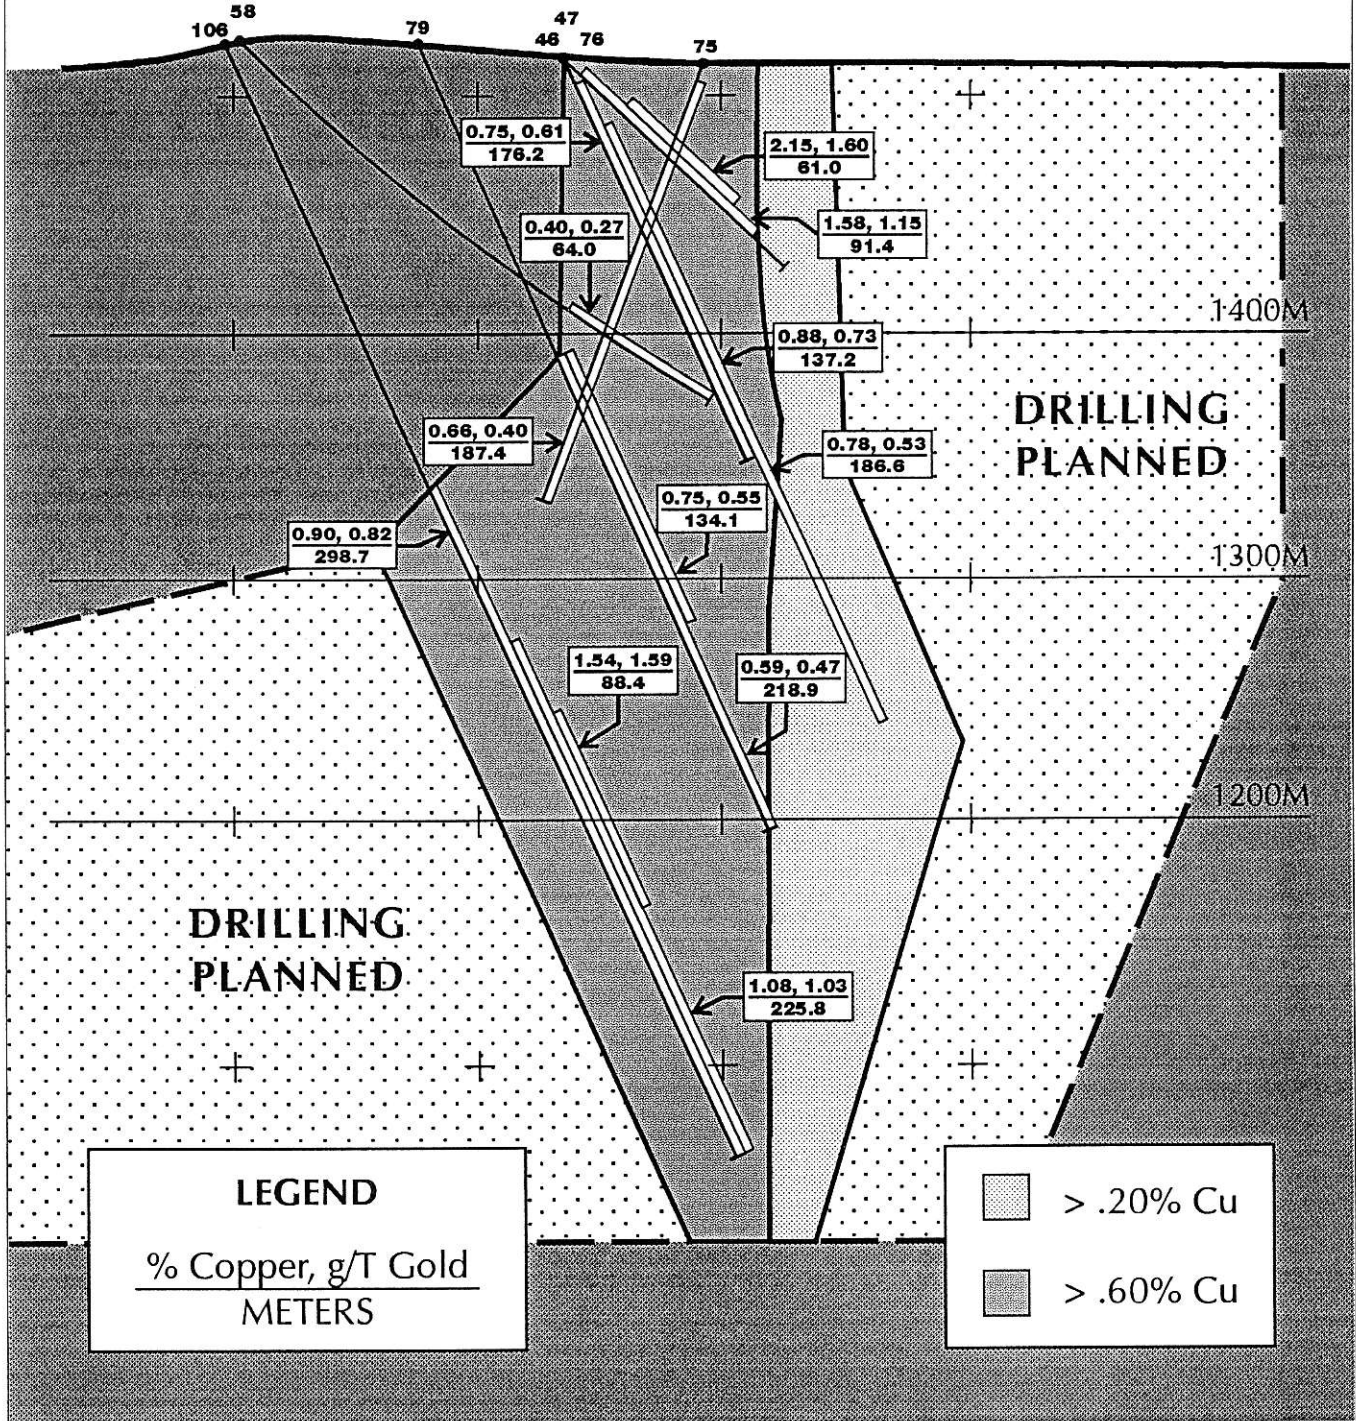 58
47
106
79
46 76
75
0.75, 0.61
176.2
2.15, 1.60
61.0
0.40, 0.27
64.0
1.58, 1.15
91.4
1400M
0.88, 0.73
137.2
DRILLING
PLANNED
0.66, 0.40
187.4
0.78, 0.53
186.6
0.75, 0.55
134.1
0.90, 0.82
298.7
1300M
1.54, 1.59
88.4
0.59, 0.47
218.9
1200M
DRILLING
PLANNED
1.08, 1.03
225.8
LEGEND
% Copper, g/T Gold
METERS
> .20% Cu
> .60% Cu